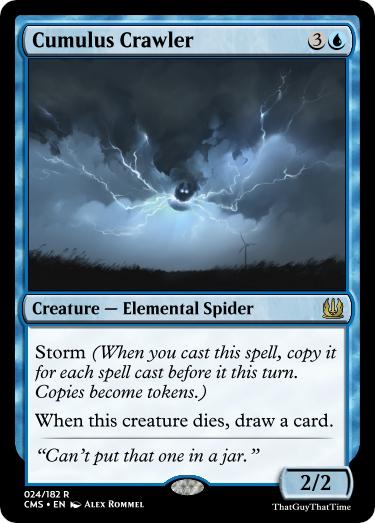 Cumulus Crawler 3
Creature — Elemental Spider
Storm (When you cast this spell, copy it
for each spell cast before it this turn.
Copies become tokens.)
When this creature dies, draw a card.
“Can’t put that one in a jar.”
2/2
024/182 R
CMS • EN Alex Rommel
ThatGuyThatTime